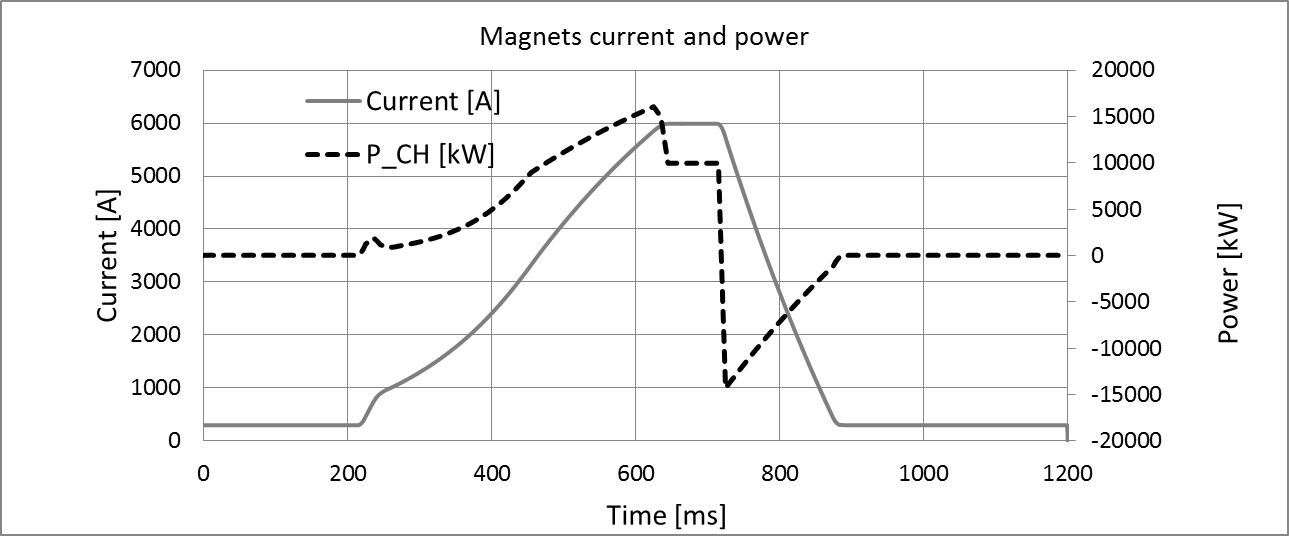 Magnets current and power
7000
6000
5000
4000
3000
2000
1000
0
Current [A]
Current [A]
P_CH [kW]
20000
15000
10000
5000
0
-5000
-10000
-15000
-20000
Power [kW]
0 200 400 600 800 1000 1200
Time [ms]